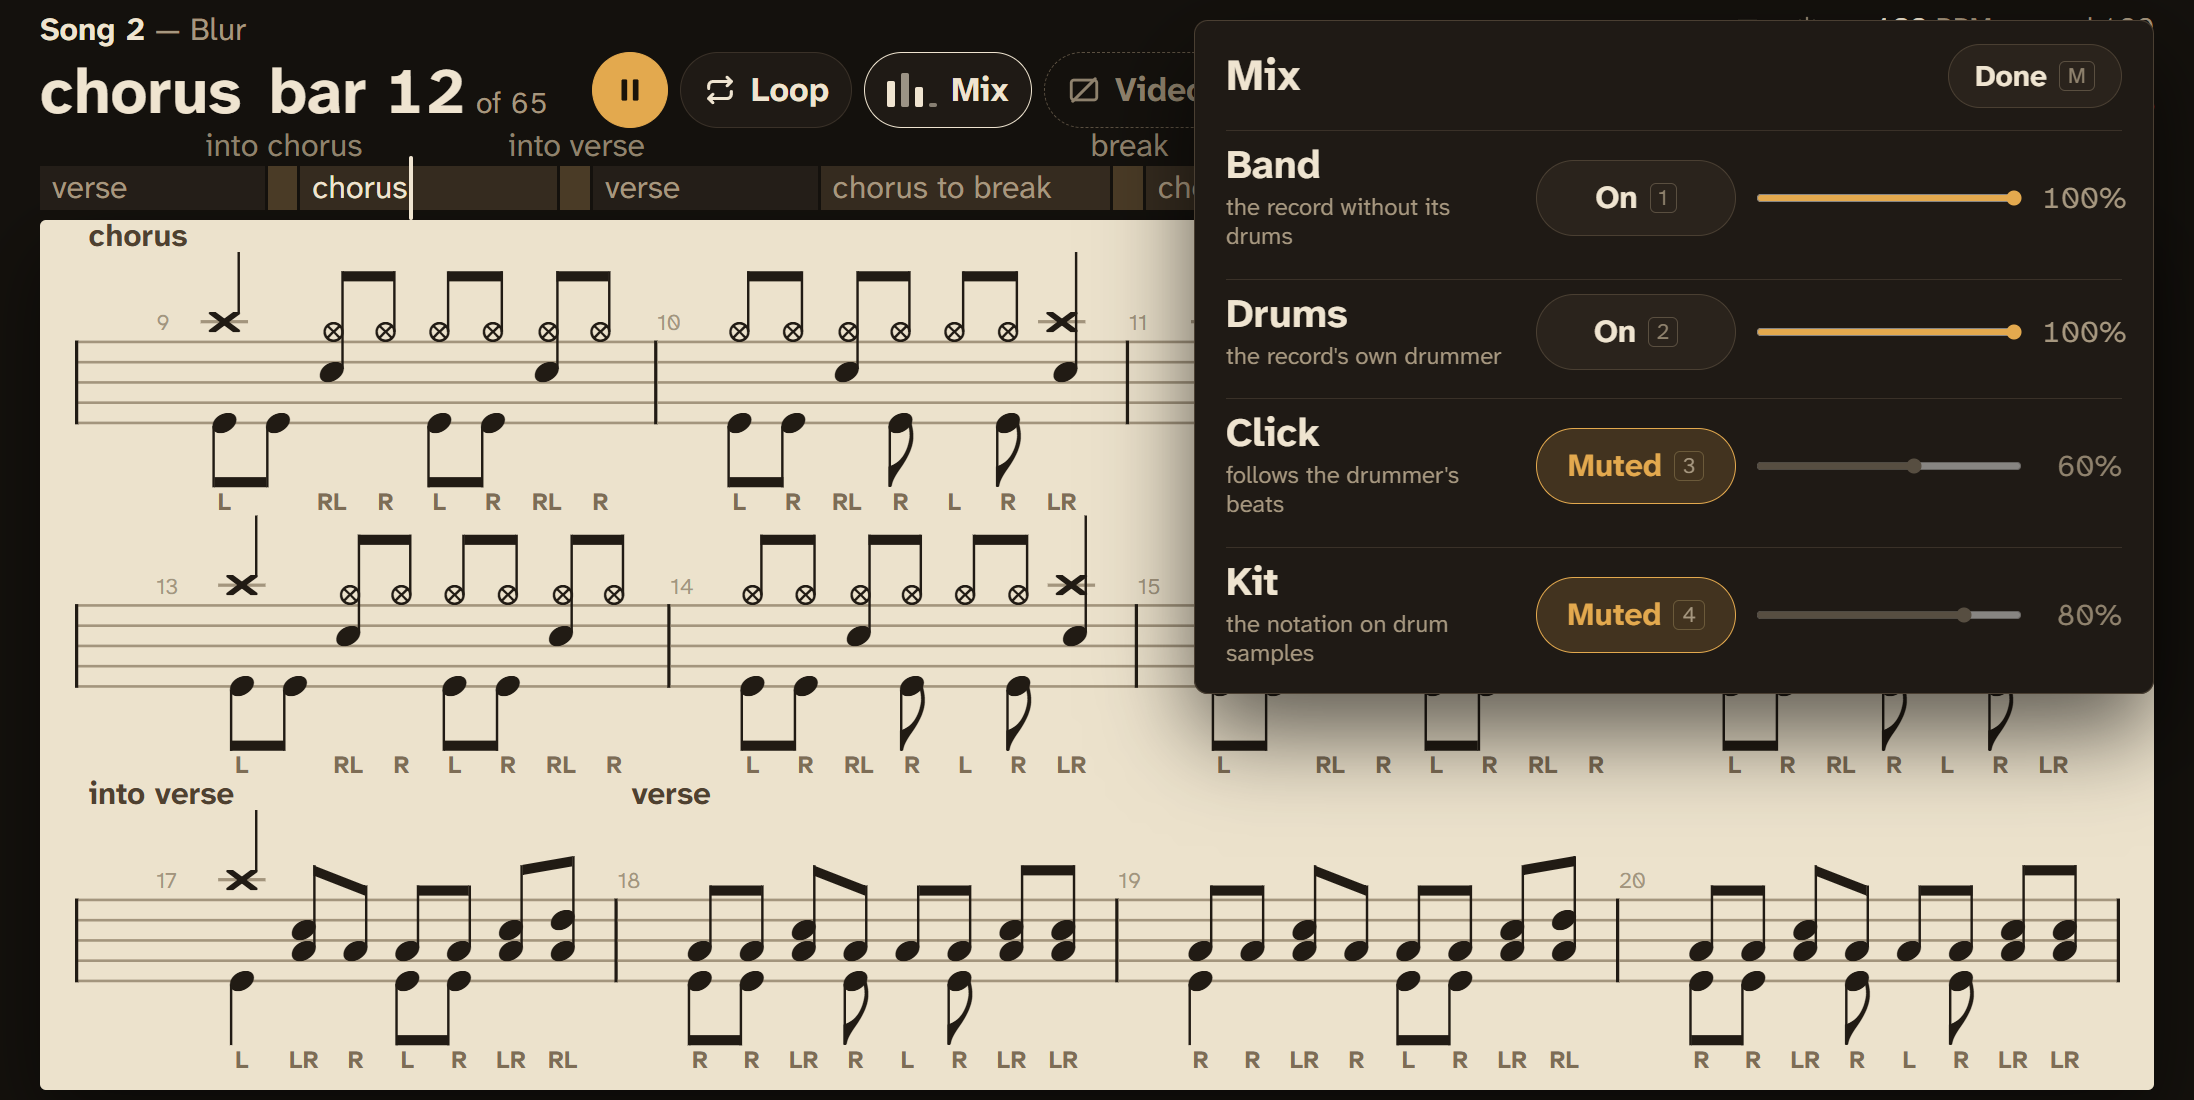 Song 2 — Blur
chorus bar 12 of 65
Loop
Mix
into chorus
into verse
break
verse
chorus
verse
chorus to break
Mix
Done M
Band
the record without its
drums
On 1
100%
Drums
the record's own drummer
On 2
100%
Click
follows the drummer's
beats
Muted 3
60%
Kit
the notation on drum
samples
Muted 4
80%
chorus
9
10
11
L RL R L R RL R L R RL R L R LR
13
14
15
L RL R L R RL R L R RL R L R LR L RL R L R RL R L R RL R L R LR
into verse
verse
17
18
19
20
L LR R L R LR RL R R LR R L R LR LR R R LR R L R LR RL R R LR R L R LR LR